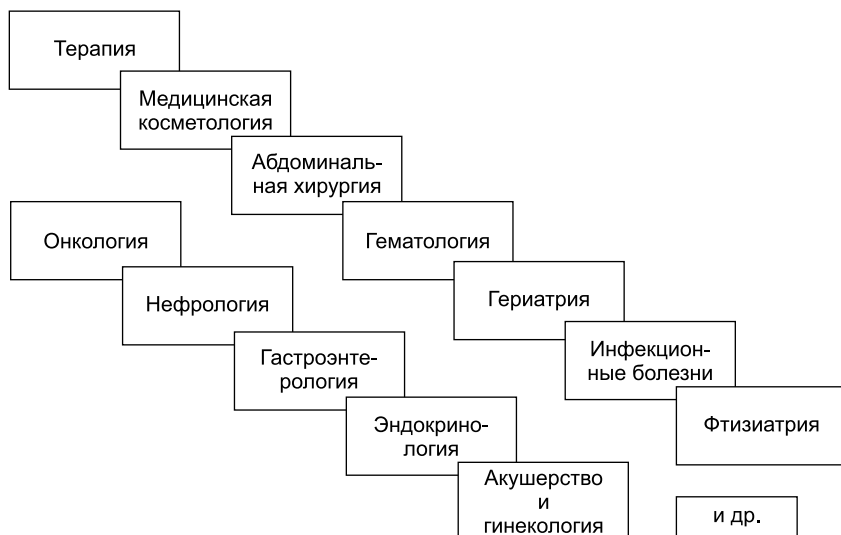 Терапия
Медицинская
косметология
Абдоминаль-
ная хирургия
Гематология
Гериатрия
Инфекцион-
ные болезни
Фтизиатрия
Онкология
Нефрология
Гастроэнте-
рология
Эндокрино-
логия
Акушерство
и
гинекология
и др.